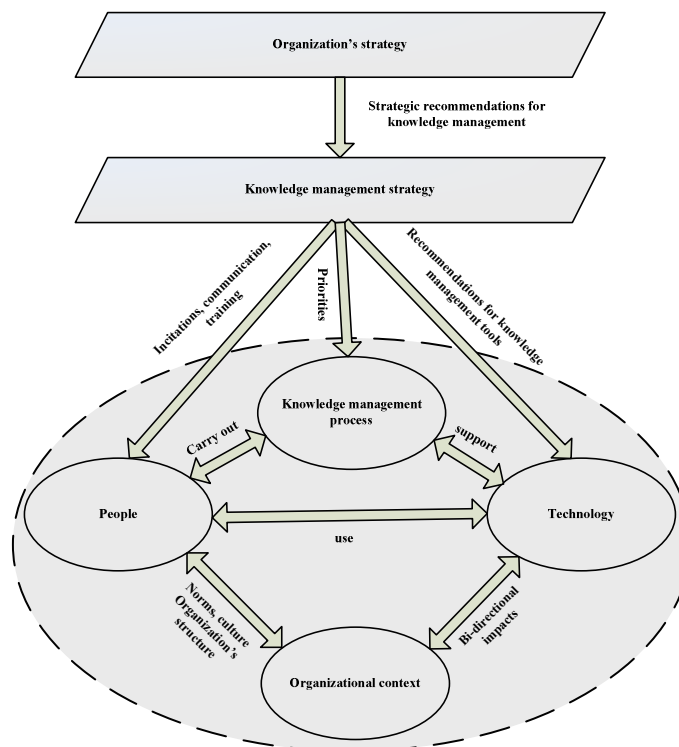 Organization's strategy
Strategic recommendations for
knowledge management
Knowledge management strategy
Incitations, communication,
training
Priorities
Recommendations for knowledge
management tools
Knowledge management
process
Carry out
support
People
Technology
use
Norms, culture
Organization's
structure
Bi-directional
impacts
Organizational context